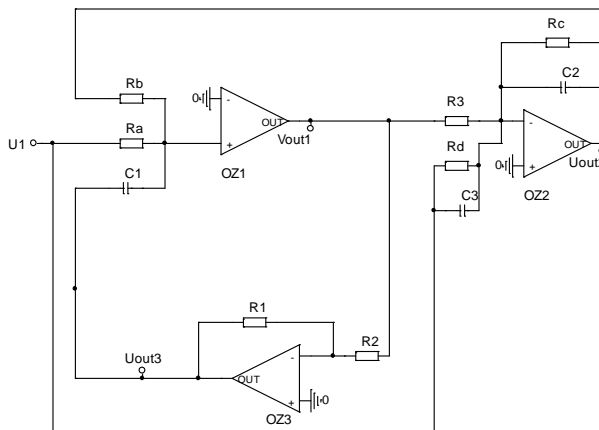 Rc
C2
Rb
0
-
OUT
Vout1
R3
-
U1
Ra
+
OZ1
Rd
0
+
OUT
Uout
OZ2
C1
C3
R1
Uout3
-
R2
OUT
+
0
OZ3